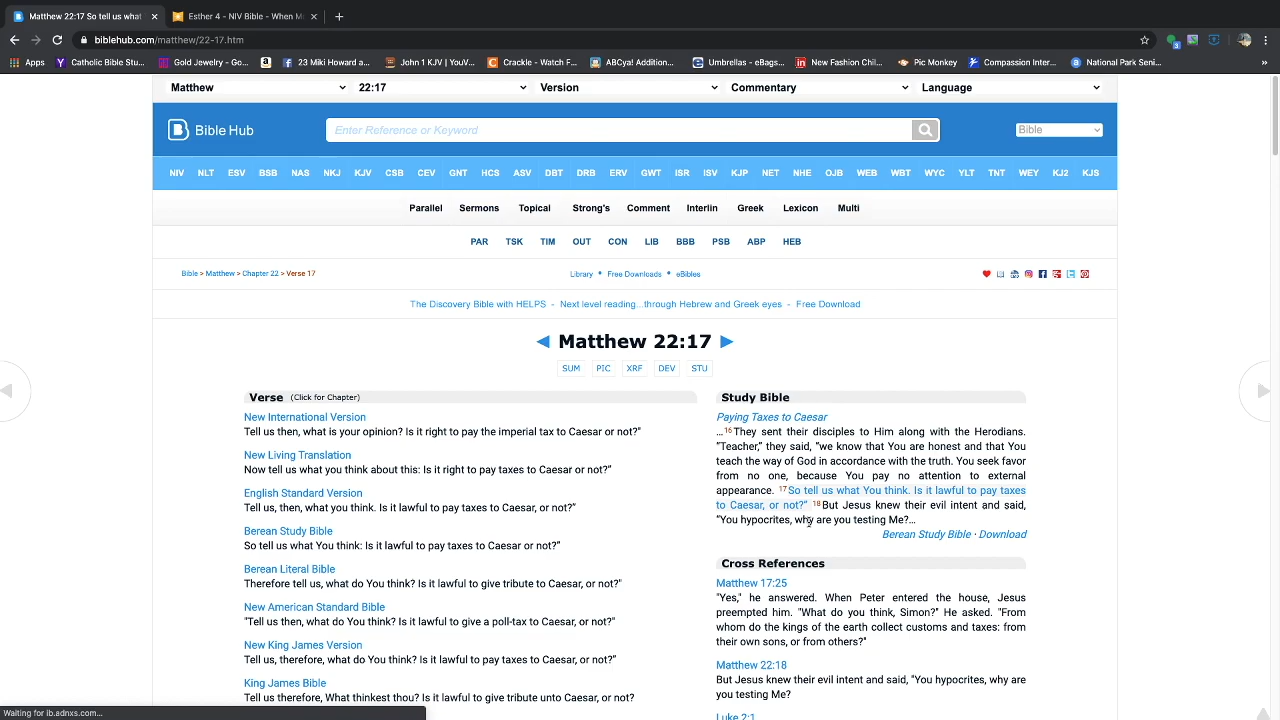 Matthew 22:17 So tell us what
Esther 4 - NIV Bible - When Mo
biblehub.com/matthew/22-17.htm
Apps Catholic Bible Stu... Gold Jewelry - Go... 23 Miki Howard a... John 1 KJV | YouV... Crackle - Watch F... ABCya! Addition... Umbrellas - eBags... New Fashion Chil... Pic Monkey Compassion Inter... National Park Seni... »
Matthew 22:17 Version Commentary Language
Bible Hub Enter Reference or Keyword Bible
NIV NLT ESV BSB NAS NKJ KJV CSB CEV GNT HCS ASV DBT DRB ERV GWT ISR ISV KJP NET NHE OJB WEB WBT WYC YLT TNT WEY KJ2 KJS
Parallel Sermons Topical Strong's Comment Interlin Greek Lexicon Multi
PAR TSK TIM OUT CON LIB BBB PSB ABP HEB
Bible > Matthew > Chapter 22 > Verse 17
Library • Free Downloads • eBibles
The Discovery Bible with HELPS - Next level reading...through Hebrew and Greek eyes - Free Download
◄ Matthew 22:17 ►
SUM PIC XRF DEV STU
Verse (Click for Chapter)
New International Version
Tell us then, what is your opinion? Is it right to pay the imperial tax to Caesar or not?"
New Living Translation
Now tell us what you think about this: Is it right to pay taxes to Caesar or not?”
English Standard Version
Tell us, then, what you think. Is it lawful to pay taxes to Caesar, or not?”
Berean Study Bible
So tell us what You think: Is it lawful to pay taxes to Caesar or not?”
Berean Literal Bible
Therefore tell us, what do You think? Is it lawful to give tribute to Caesar, or not?"
New American Standard Bible
"Tell us then, what do You think? Is it lawful to give a poll-tax to Caesar, or not?"
New King James Version
Tell us, therefore, what do You think? Is it lawful to pay taxes to Caesar, or not?”
King James Bible
Tell us therefore, What thinkest thou? Is it lawful to give tribute unto Caesar, or not?
Study Bible
Paying Taxes to Caesar
…16They sent their disciples to Him along with the Herodians.
“Teacher,” they said, “we know that You are honest and that You
teach the way of God in accordance with the truth. You seek favor
from no one, because You pay no attention to external
appearance. 17So tell us what You think. Is it lawful to pay taxes
to Caesar, or not?” 18But Jesus knew their evil intent and said,
“You hypocrites, why are you testing Me?…
Berean Study Bible · Download
Cross References
Matthew 17:25
"Yes," he answered. When Peter entered the house, Jesus
preempted him. "What do you think, Simon?" He asked. "From
whom do the kings of the earth collect customs and taxes: from
their own sons, or from others?"
Matthew 22:18
But Jesus knew their evil intent and said, "You hypocrites, why are
you testing Me?
Luke 2:1
Waiting for ib.adnxs.com...